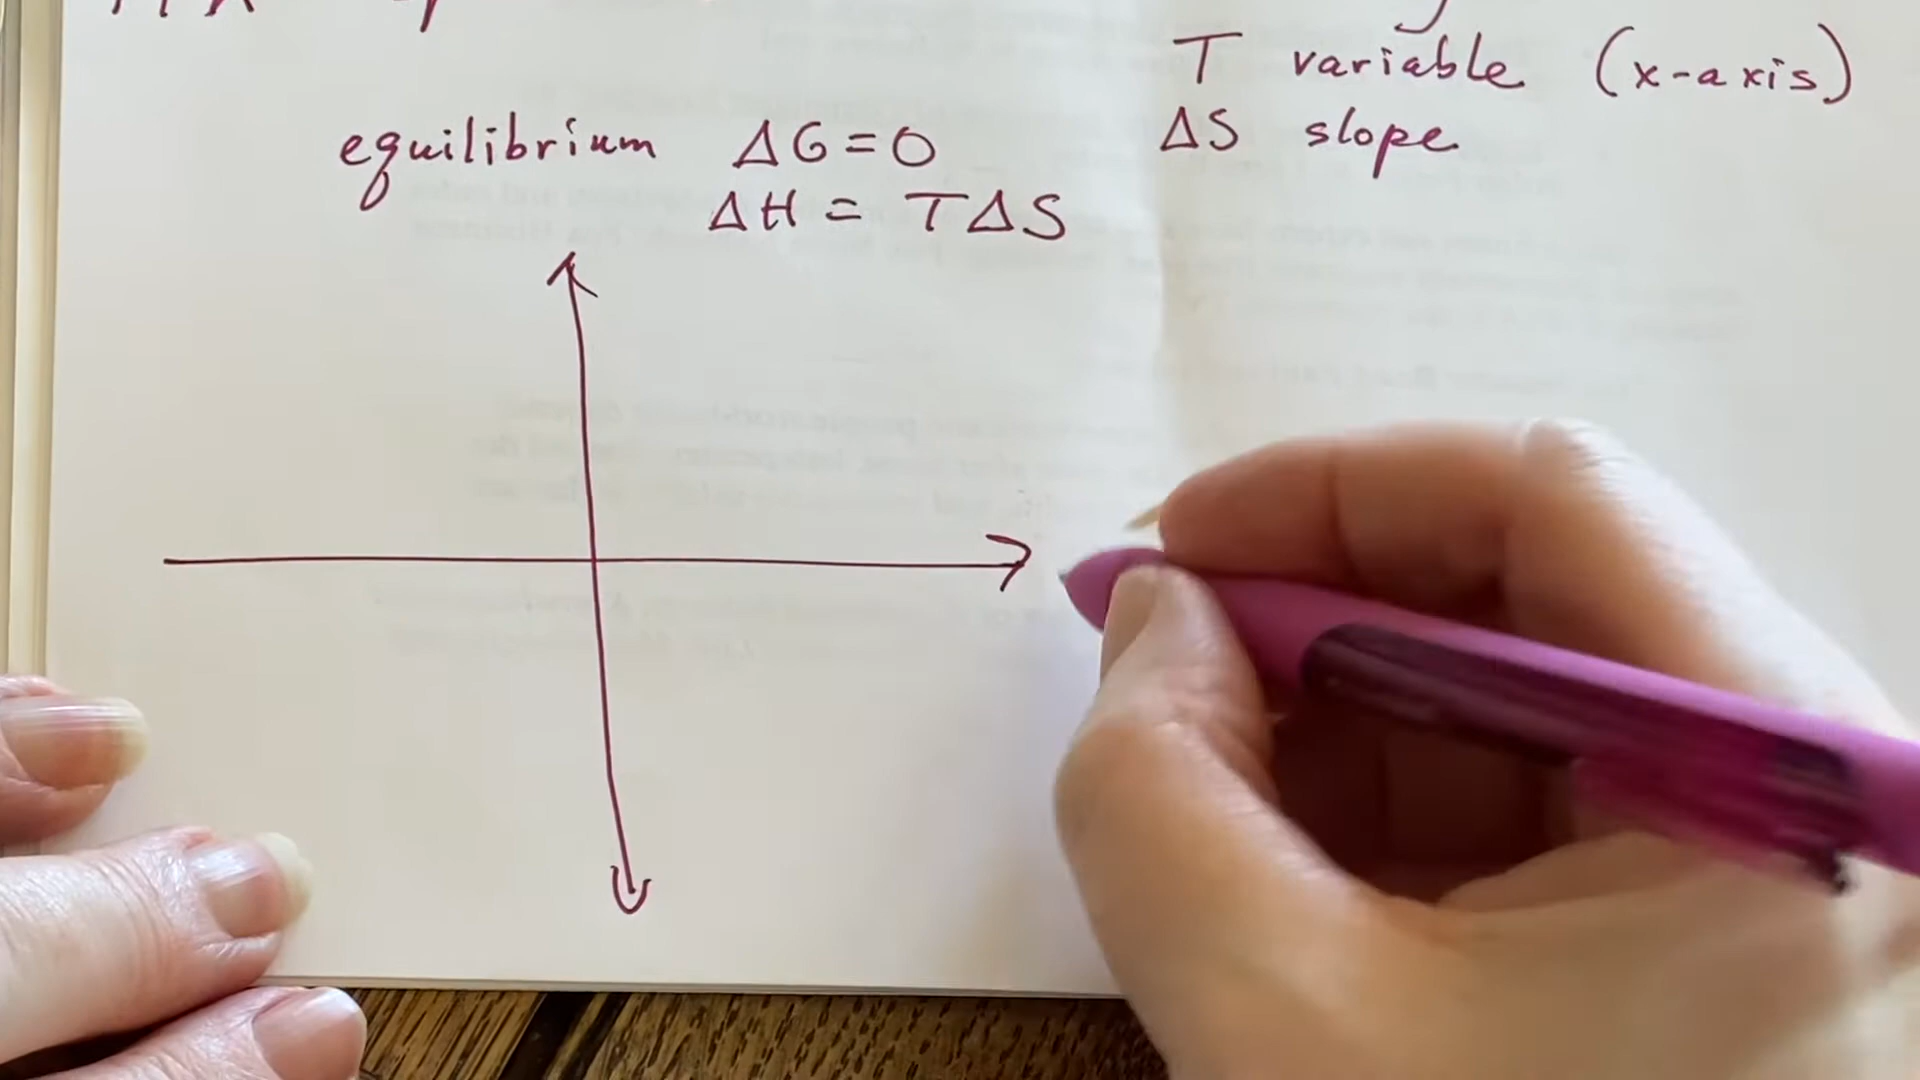 T variable (x-axis)
ΔS slope
equilibrium ΔG=0
ΔH = TΔS